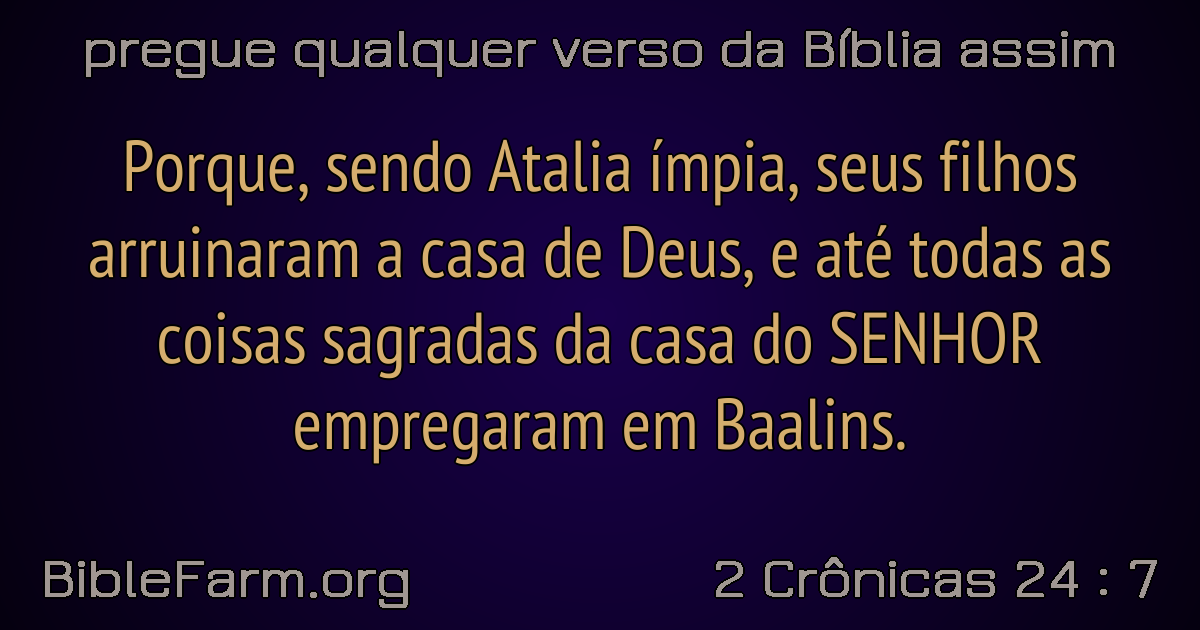 pregue qualquer verso da Bíblia assim
Porque, sendo Atalia ímpia, seus filhos
arruinaram a casa de Deus, e até todas as
coisas sagradas da casa do SENHOR
empregaram em Baalins.
BibleFarm.org
2 Crônicas 24 : 7